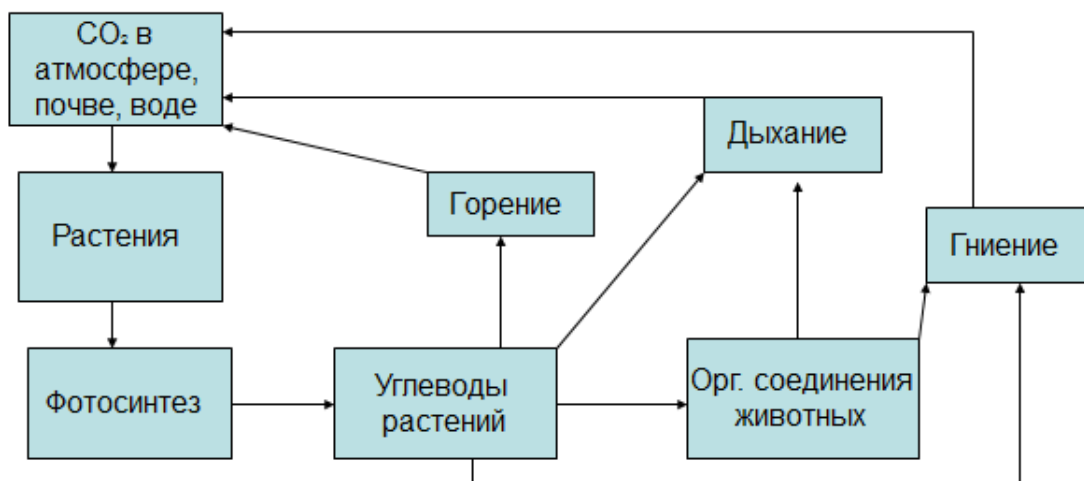 CO₂ в
атмосфере,
почве, воде
Дыхание
Горение
Растения
Гниение
Фотосинтез
Углеводы
растений
Орг. соединения
животных